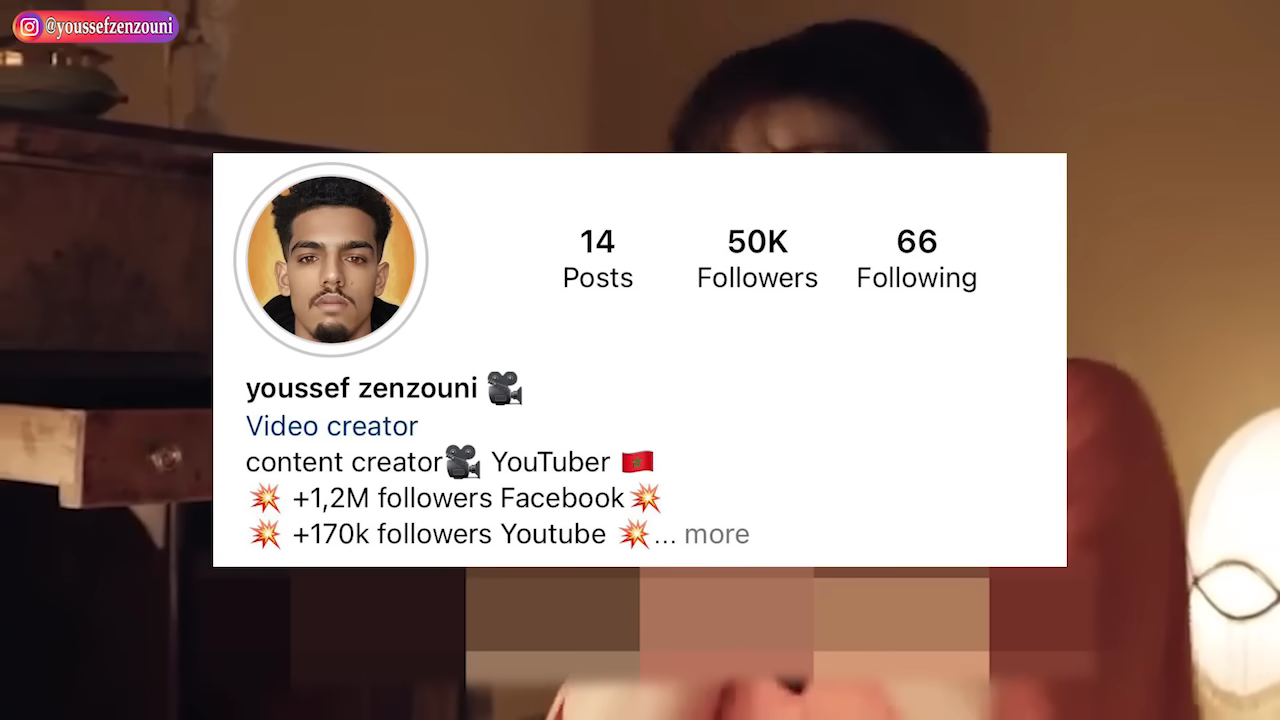 @youssefzenzouni
14 50K 66
Posts Followers Following
youssef zenzouni 🎥
Video creator
content creator🎥 YouTuber 🇲🇦
💥 +1,2M followers Facebook💥
💥 +170k followers Youtube 💥... more